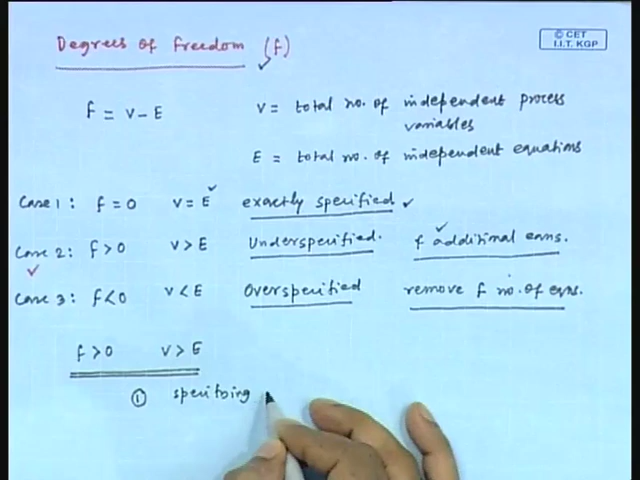 Degrees of freedom (f)
© CET
I.I.T. KGP
f = V - E
V = total no. of independent process variables
E = total no. of independent equations
Case 1: f = 0 V = E exactly specified
Case 2: f > 0 V > E Underspecified. f additional eqns.
Case 3: f < 0 V < E Overspecified remove f no. of eqns.
f > 0 V > E
① specifying